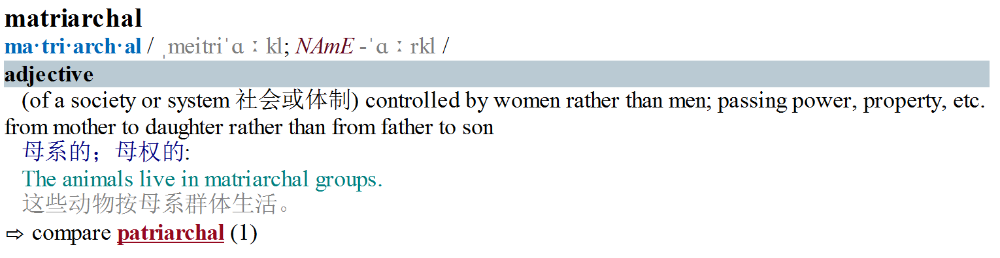 matriarchal
ma·tri·arch·al / ˌmeitriˈɑːkl; NAmE -ˈɑːrkl /
adjective
(of a society or system 社会或体制) controlled by women rather than men; passing power, property, etc.
from mother to daughter rather than from father to son
母系的；母权的:
The animals live in matriarchal groups.
这些动物按母系群体生活。
⇨ compare patriarchal (1)